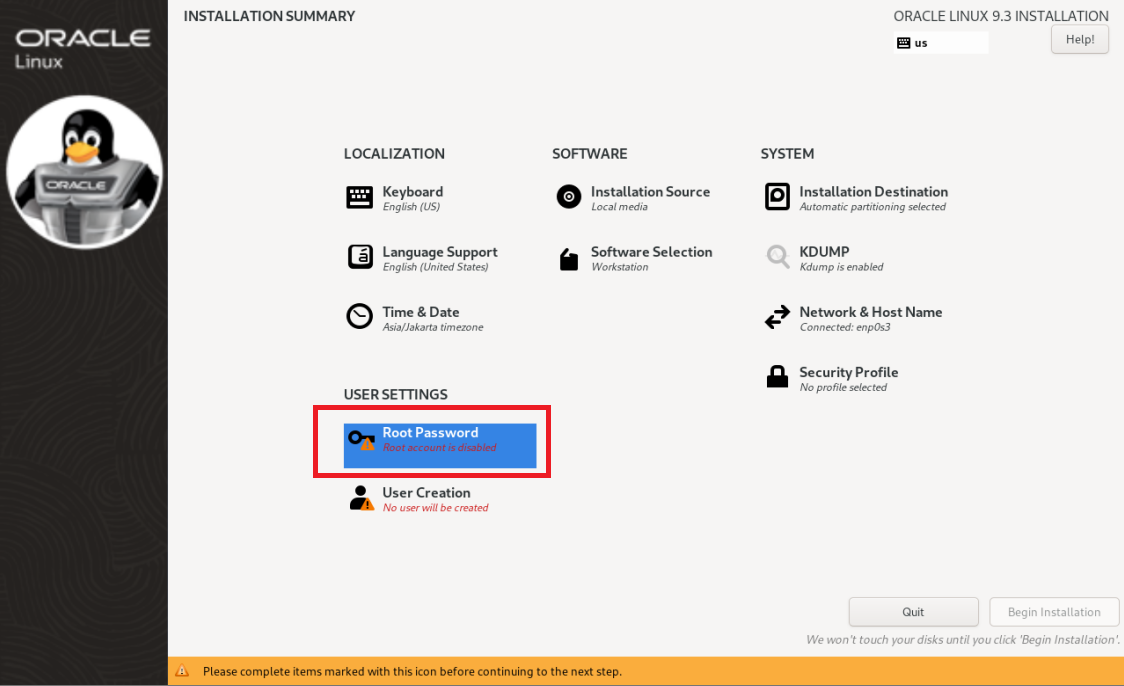 ORACLE
Linux
ORACLE
INSTALLATION SUMMARY
ORACLE LINUX 9.3 INSTALLATION
us
Help!
LOCALIZATION
Keyboard
English (US)
Language Support
English (United States)
Time & Date
Asia/Jakarta timezone
SOFTWARE
Installation Source
Local media
Software Selection
Workstation
SYSTEM
Installation Destination
Automatic partitioning selected
KDUMP
Kdump is enabled
Network & Host Name
Connected: enp0s3
Security Profile
No profile selected
USER SETTINGS
Root Password
Root account is disabled
User Creation
No user will be created
Quit
Begin Installation
We won't touch your disks until you click 'Begin Installation'.
Please complete items marked with this icon before continuing to the next step.